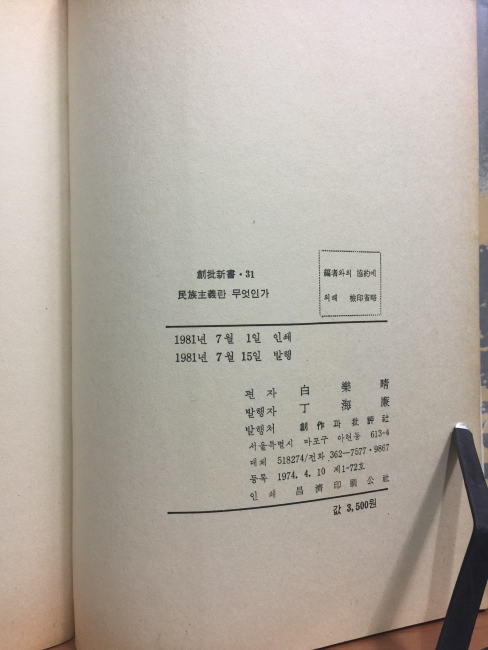 創批新書·31
民族主義란 무엇인가
編者와의 協約에
의해 檢印省略
1981년 7월 1일 인쇄
1981년 7월 15일 발행
편자 白樂晴
발행자 丁海廉
발행처 創作과批評社
서울특별시 마포구 아현동 613-4
대체 518274/전화 362-7577·9867
등록 1974. 4. 10 제1-72호
인쇄 昌濟印刷公社
값 3,500원